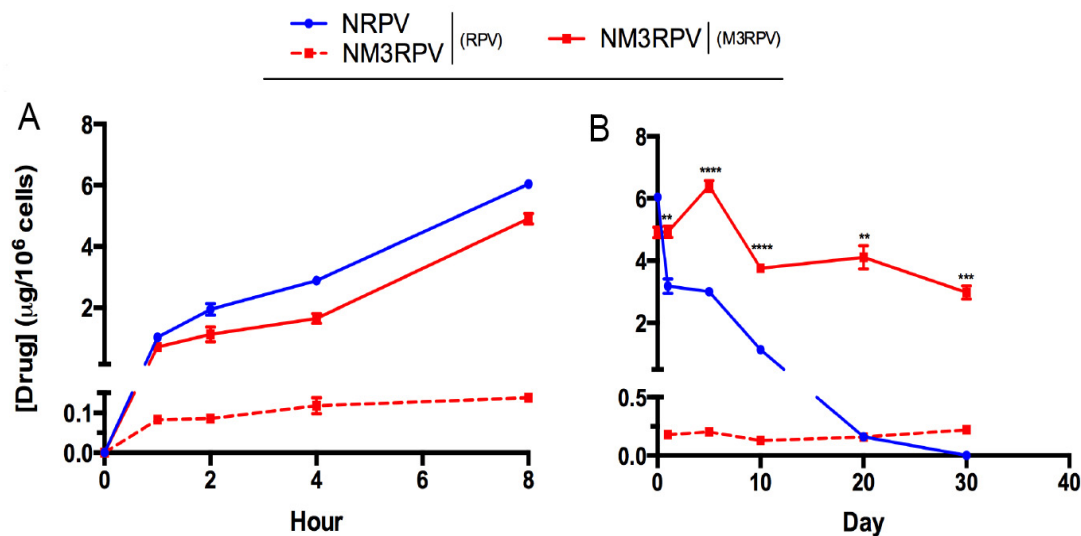 NRPV
NM3RPV
(RPV)
NM3RPV
(M3RPV)
A
[Drug] (µg/10⁶ cells)
8
6
4
2
0.1
0.0
0 2 4 6 8
Hour
B
8
6
4
2
0.5
0.0
**
****
****
**
***
0 10 20 30 40
Day